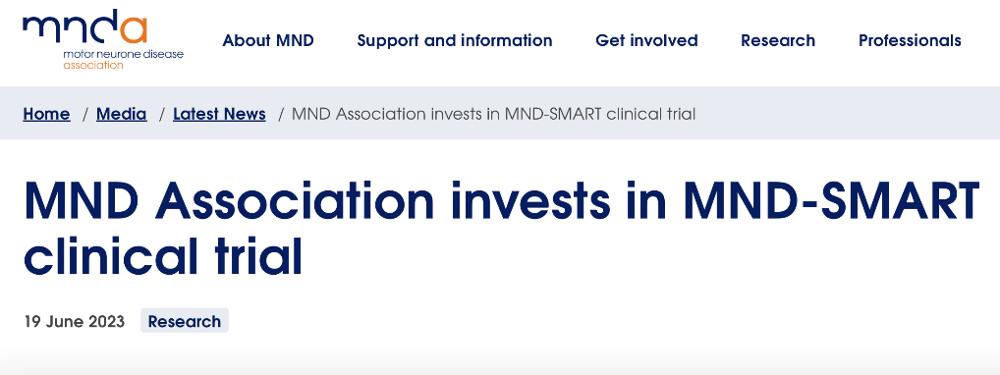 mnda
motor neurone disease
association
About MND Support and information Get involved Research Professionals
Home / Media / Latest News / MND Association invests in MND-SMART clinical trial
MND Association invests in MND-SMART
clinical trial
19 June 2023 Research